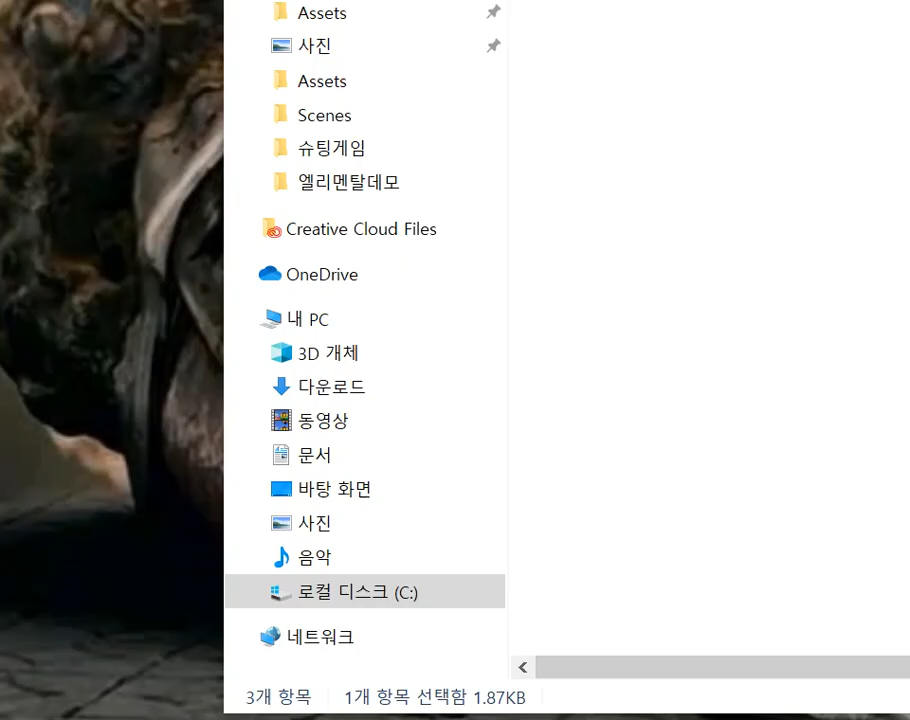 Assets
사진
Assets
Scenes
슈팅게임
엘리멘탈데모
Creative Cloud Files
OneDrive
내 PC
3D 개체
다운로드
동영상
문서
바탕 화면
사진
음악
로컬 디스크 (C:)
네트워크
3개 항목 1개 항목 선택함 1.87KB